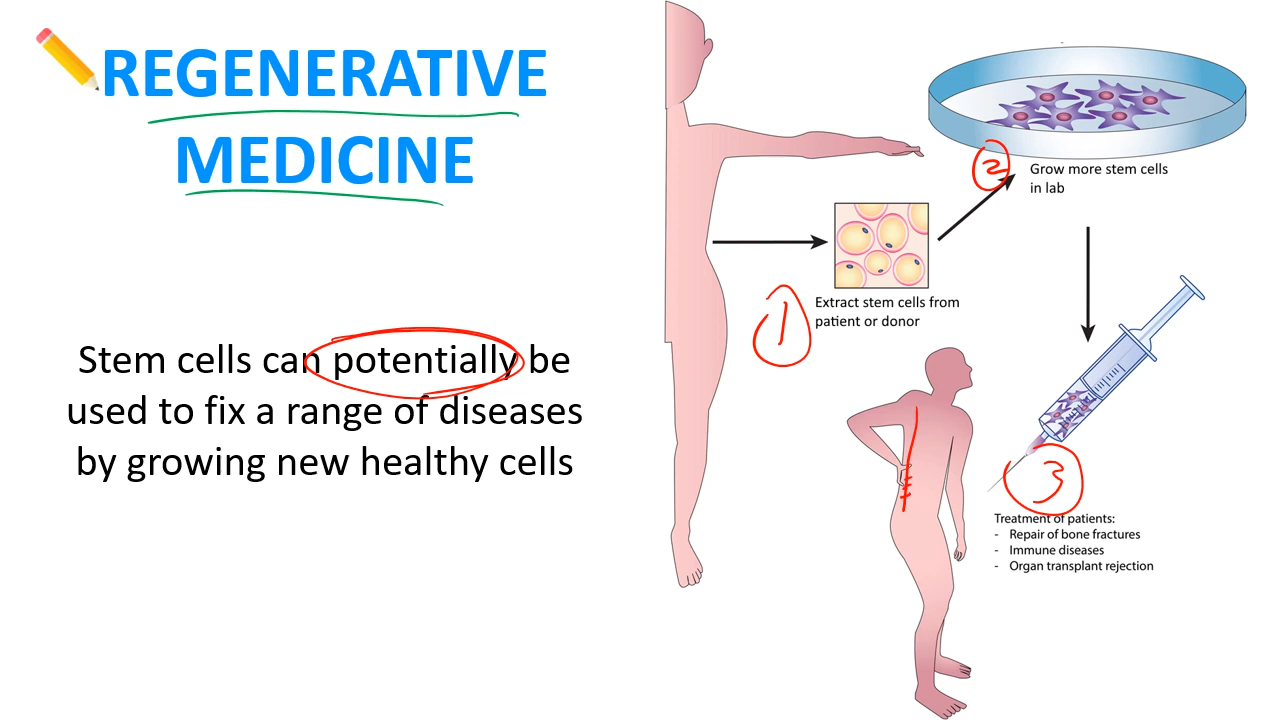 REGENERATIVE
MEDICINE
Stem cells can potentially be
used to fix a range of diseases
by growing new healthy cells
1
Extract stem cells from
patient or donor
2
Grow more stem cells
in lab
3
Treatment of patients:
- Repair of bone fractures
- Immune diseases
- Organ transplant rejection